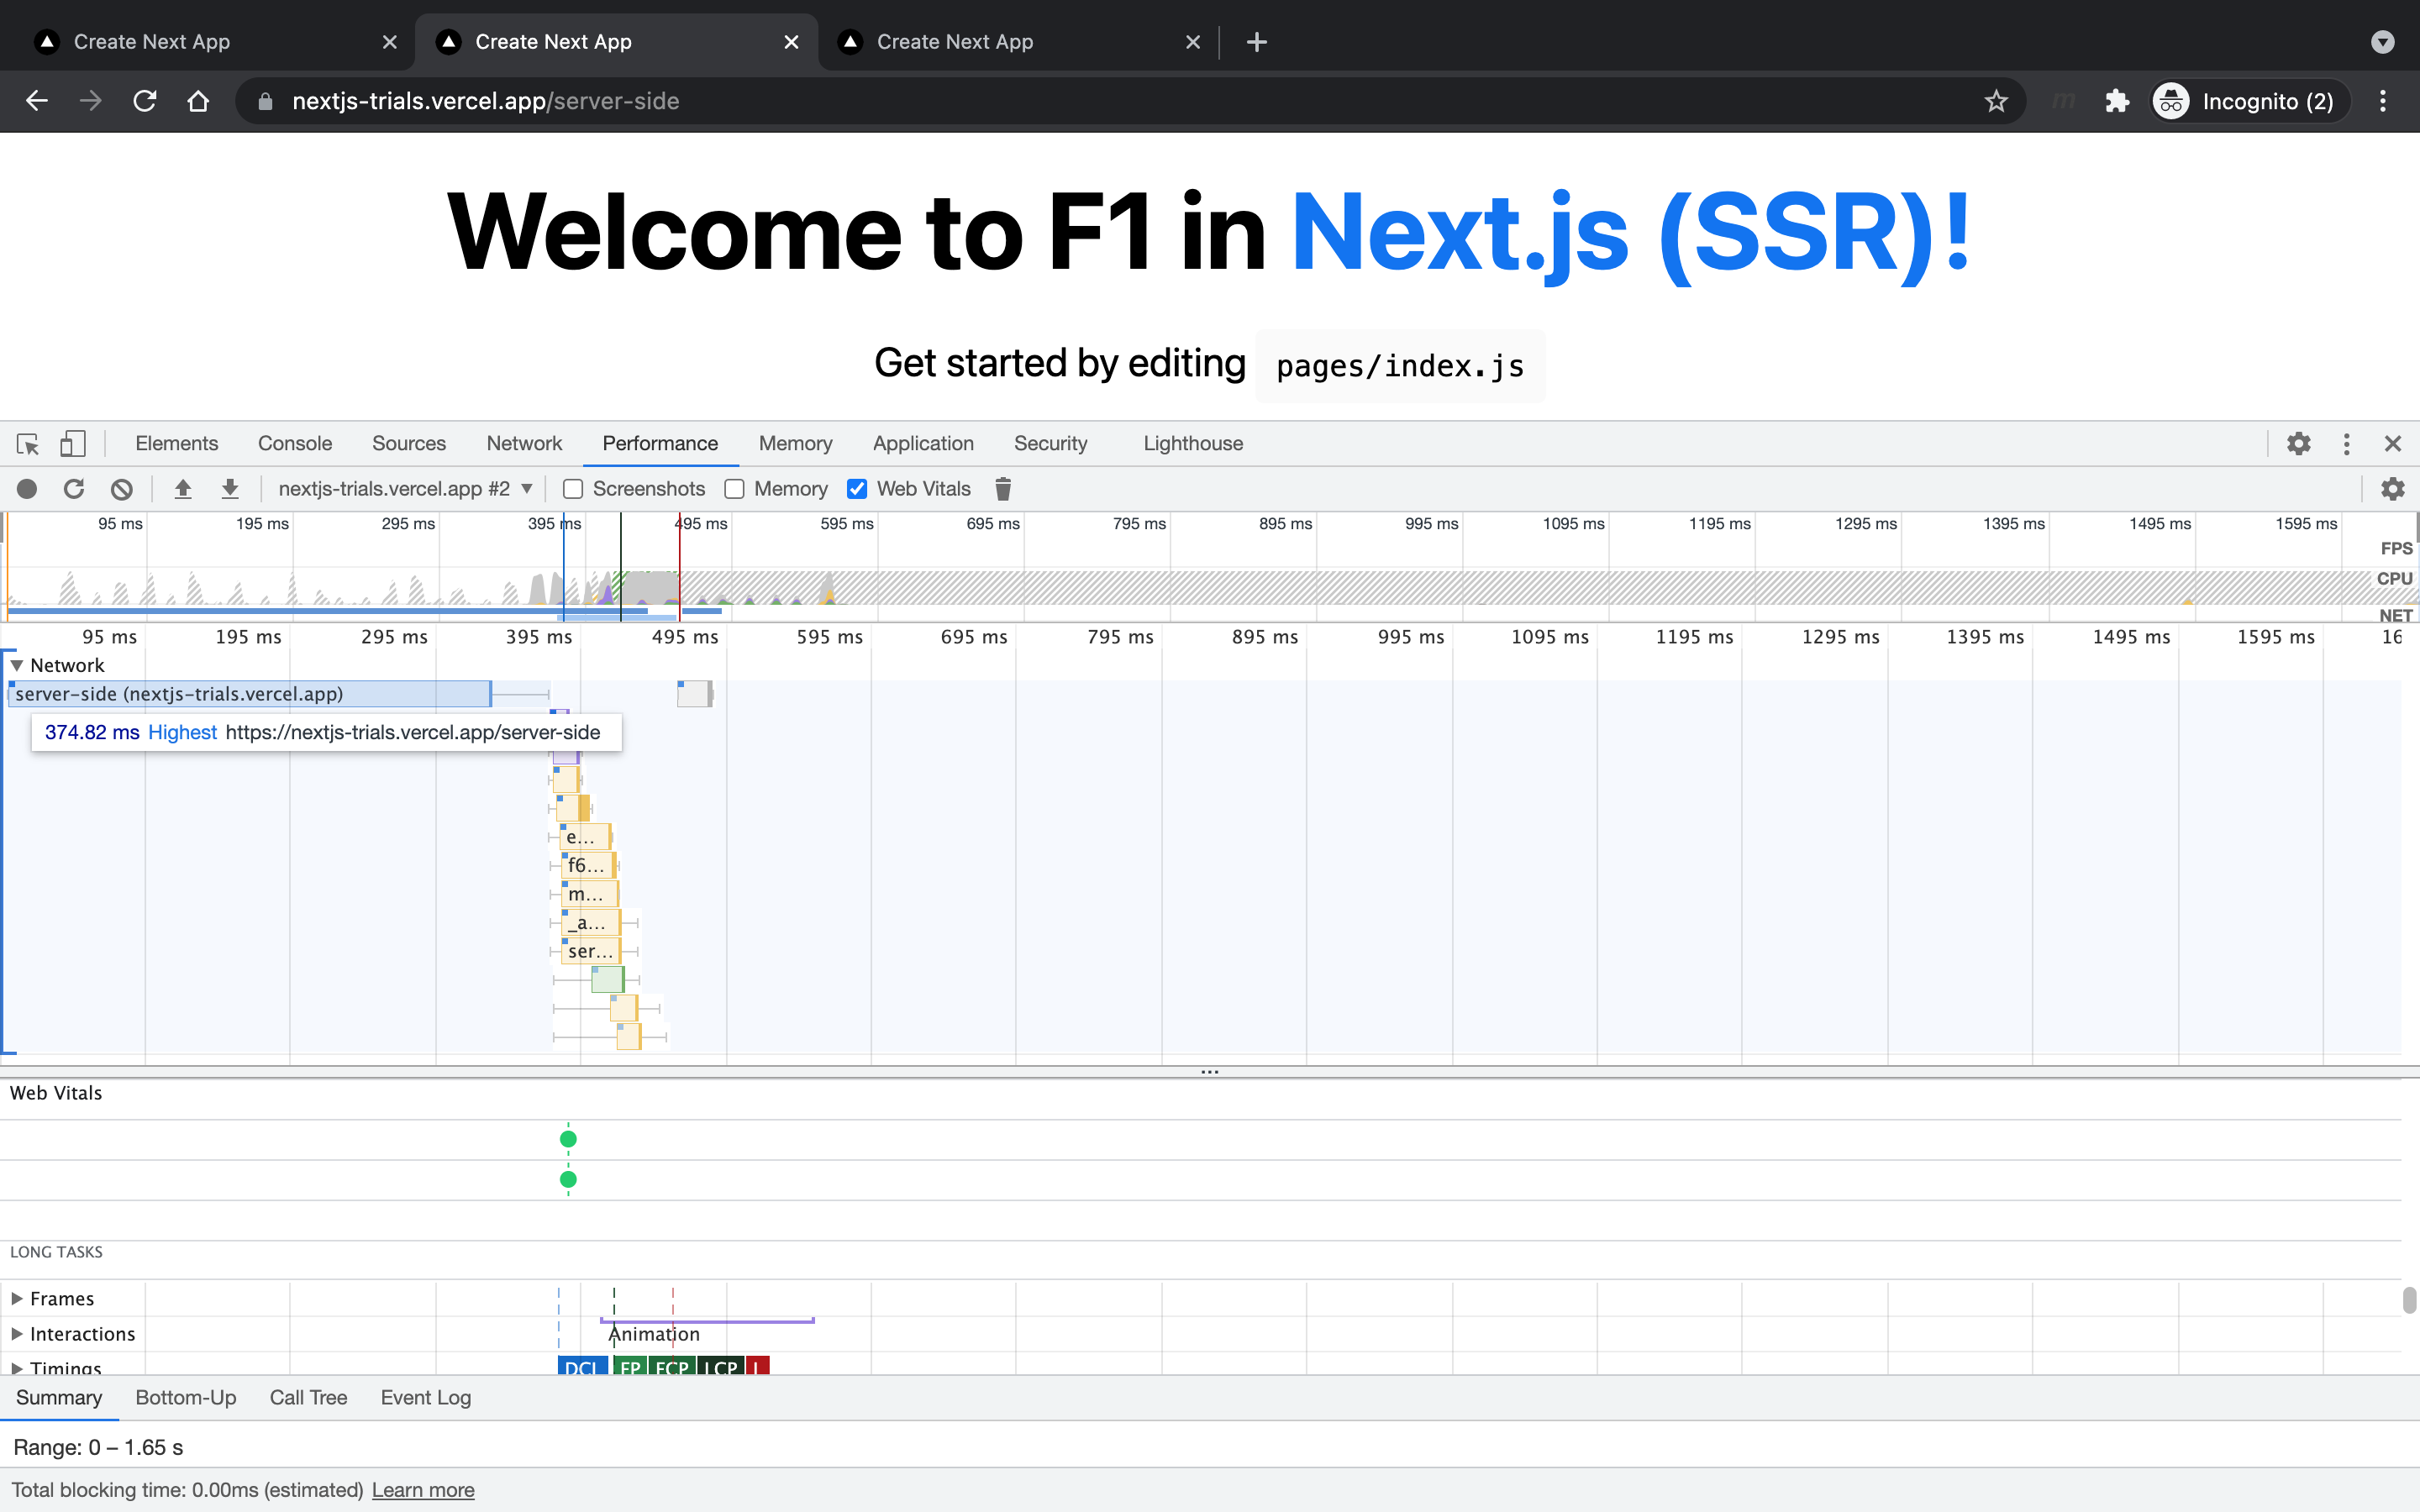 Create Next App
Create Next App
Create Next App
nextjs-trials.vercel.app/server-side
Incognito (2)
Welcome to F1 in Next.js (SSR)!
Get started by editing pages/index.js
Elements Console Sources Network Performance Memory Application Security Lighthouse
nextjs-trials.vercel.app #2 Screenshots Memory Web Vitals
95 ms 195 ms 295 ms 395 ms 495 ms 595 ms 695 ms 795 ms 895 ms 995 ms 1095 ms 1195 ms 1295 ms 1395 ms 1495 ms 1595 ms
FPS
CPU
NET
95 ms 195 ms 295 ms 395 ms 495 ms 595 ms 695 ms 795 ms 895 ms 995 ms 1095 ms 1195 ms 1295 ms 1395 ms 1495 ms 1595 ms 16
Network
server-side (nextjs-trials.vercel.app)
374.82 ms Highest https://nextjs-trials.vercel.app/server-side
e...
f6...
m...
_a...
ser...
Web Vitals
LONG TASKS
Frames
Interactions
Animation
Timings
DCL FP FCP LCP L
Summary Bottom-Up Call Tree Event Log
Range: 0 – 1.65 s
Total blocking time: 0.00ms (estimated) Learn more